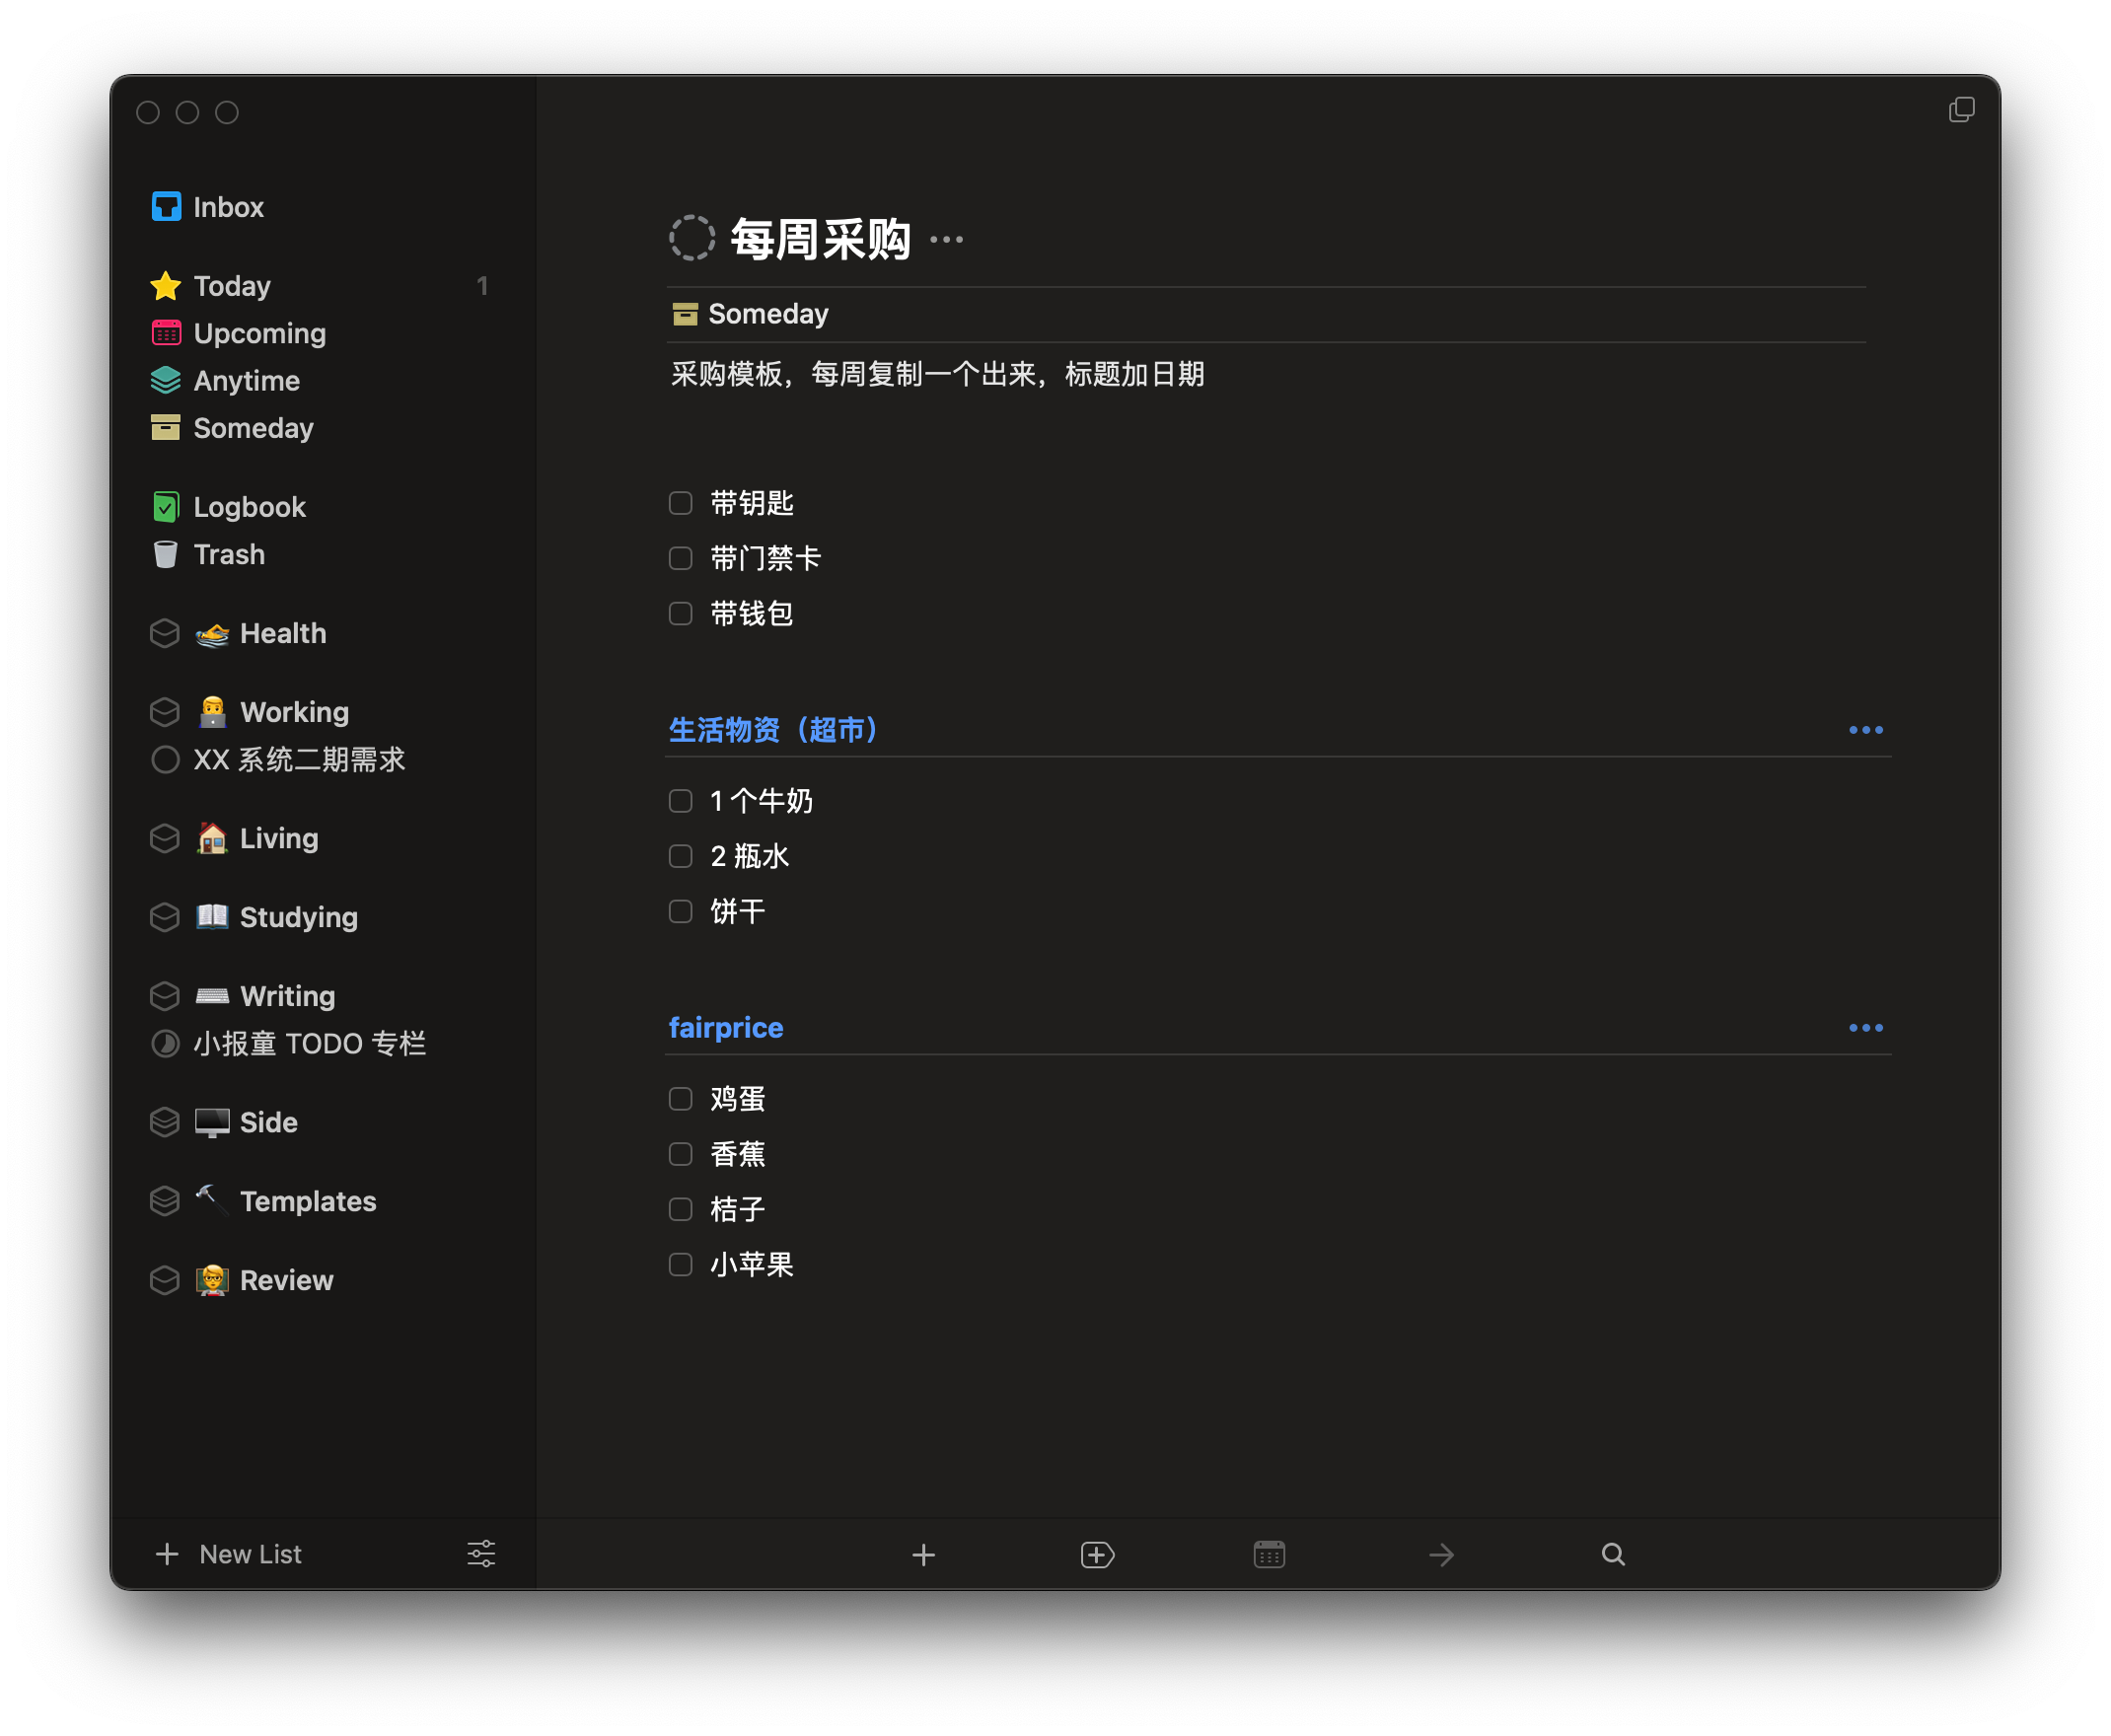 Inbox
Today 1
Upcoming
Anytime
Someday
Logbook
Trash
Health
Working
XX 系统二期需求
Living
Studying
Writing
小报童 TODO 专栏
Side
Templates
Review
New List
每周采购
Someday
采购模板，每周复制一个出来，标题加日期
带钥匙
带门禁卡
带钱包
生活物资（超市）
1 个牛奶
2 瓶水
饼干
fairprice
鸡蛋
香蕉
桔子
小苹果